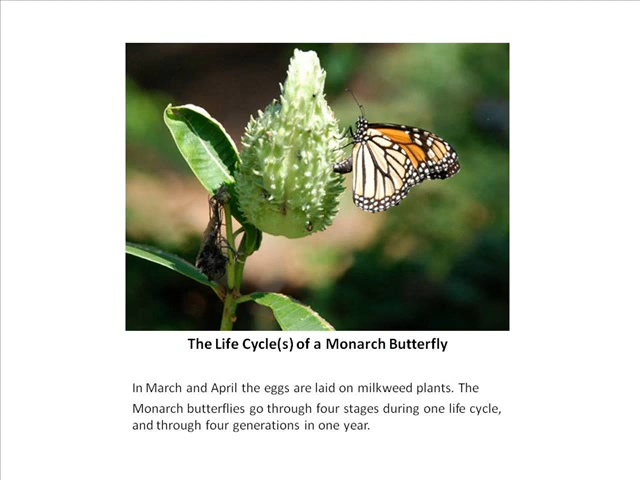 The Life Cycle(s) of a Monarch Butterfly
In March and April the eggs are laid on milkweed plants. The
Monarch butterflies go through four stages during one life cycle,
and through four generations in one year.